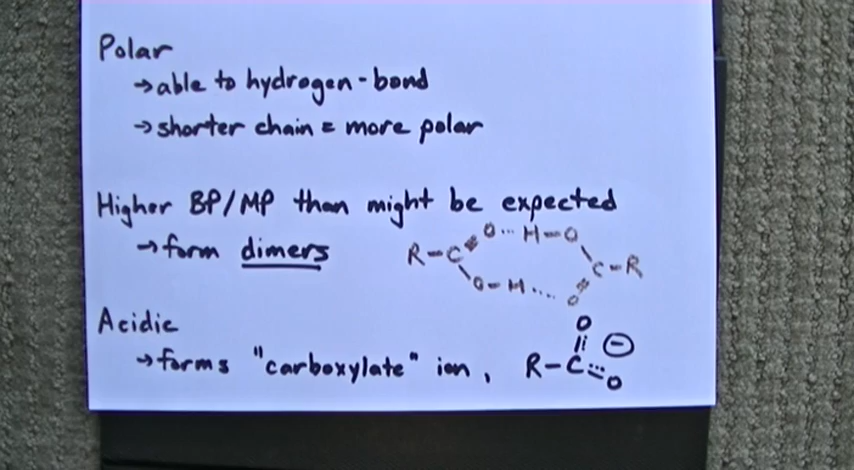 Polar
→able to hydrogen-bond
→shorter chain = more polar
Higher BP/MP than might be expected
→form dimers
R-C
O···H-O
O-H····O
C-R
Acidic
→forms "carboxylate" ion, R-C
O
O
⊖